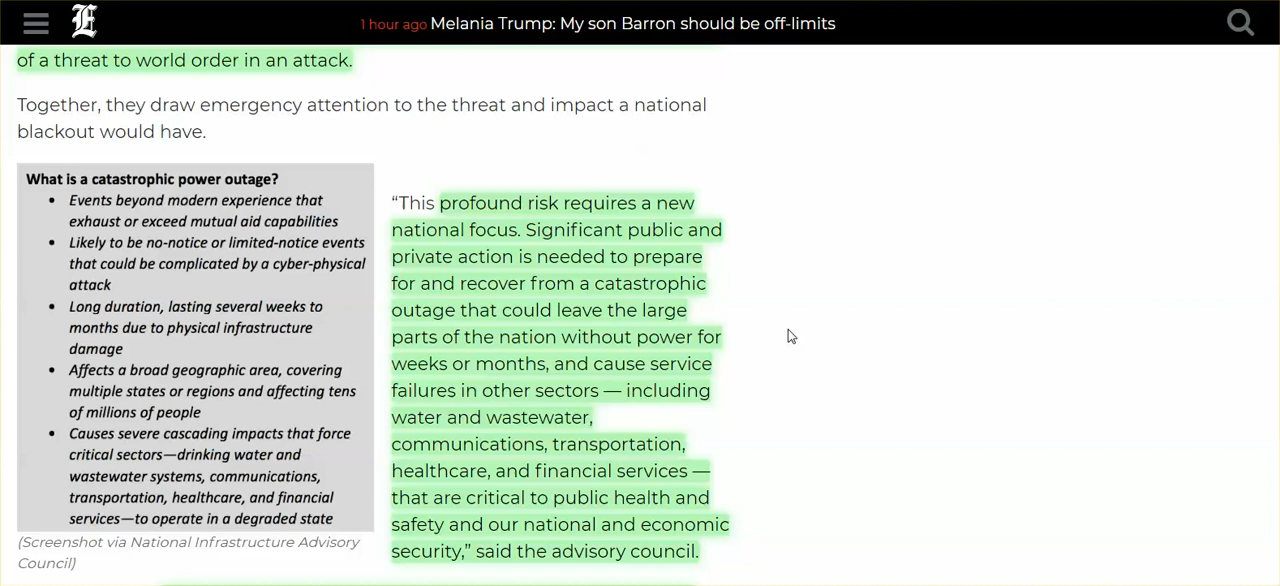 E
1 hour ago Melania Trump: My son Barron should be off-limits
of a threat to world order in an attack.
Together, they draw emergency attention to the threat and impact a national
blackout would have.
What is a catastrophic power outage?
• Events beyond modern experience that
exhaust or exceed mutual aid capabilities
• Likely to be no-notice or limited-notice events
that could be complicated by a cyber-physical
attack
• Long duration, lasting several weeks to
months due to physical infrastructure
damage
• Affects a broad geographic area, covering
multiple states or regions and affecting tens
of millions of people
• Causes severe cascading impacts that force
critical sectors—drinking water and
wastewater systems, communications,
transportation, healthcare, and financial
services—to operate in a degraded state
(Screenshot via National Infrastructure Advisory
Council)
“This profound risk requires a new
national focus. Significant public and
private action is needed to prepare
for and recover from a catastrophic
outage that could leave the large
parts of the nation without power for
weeks or months, and cause service
failures in other sectors — including
water and wastewater,
communications, transportation,
healthcare, and financial services —
that are critical to public health and
safety and our national and economic
security,” said the advisory council.